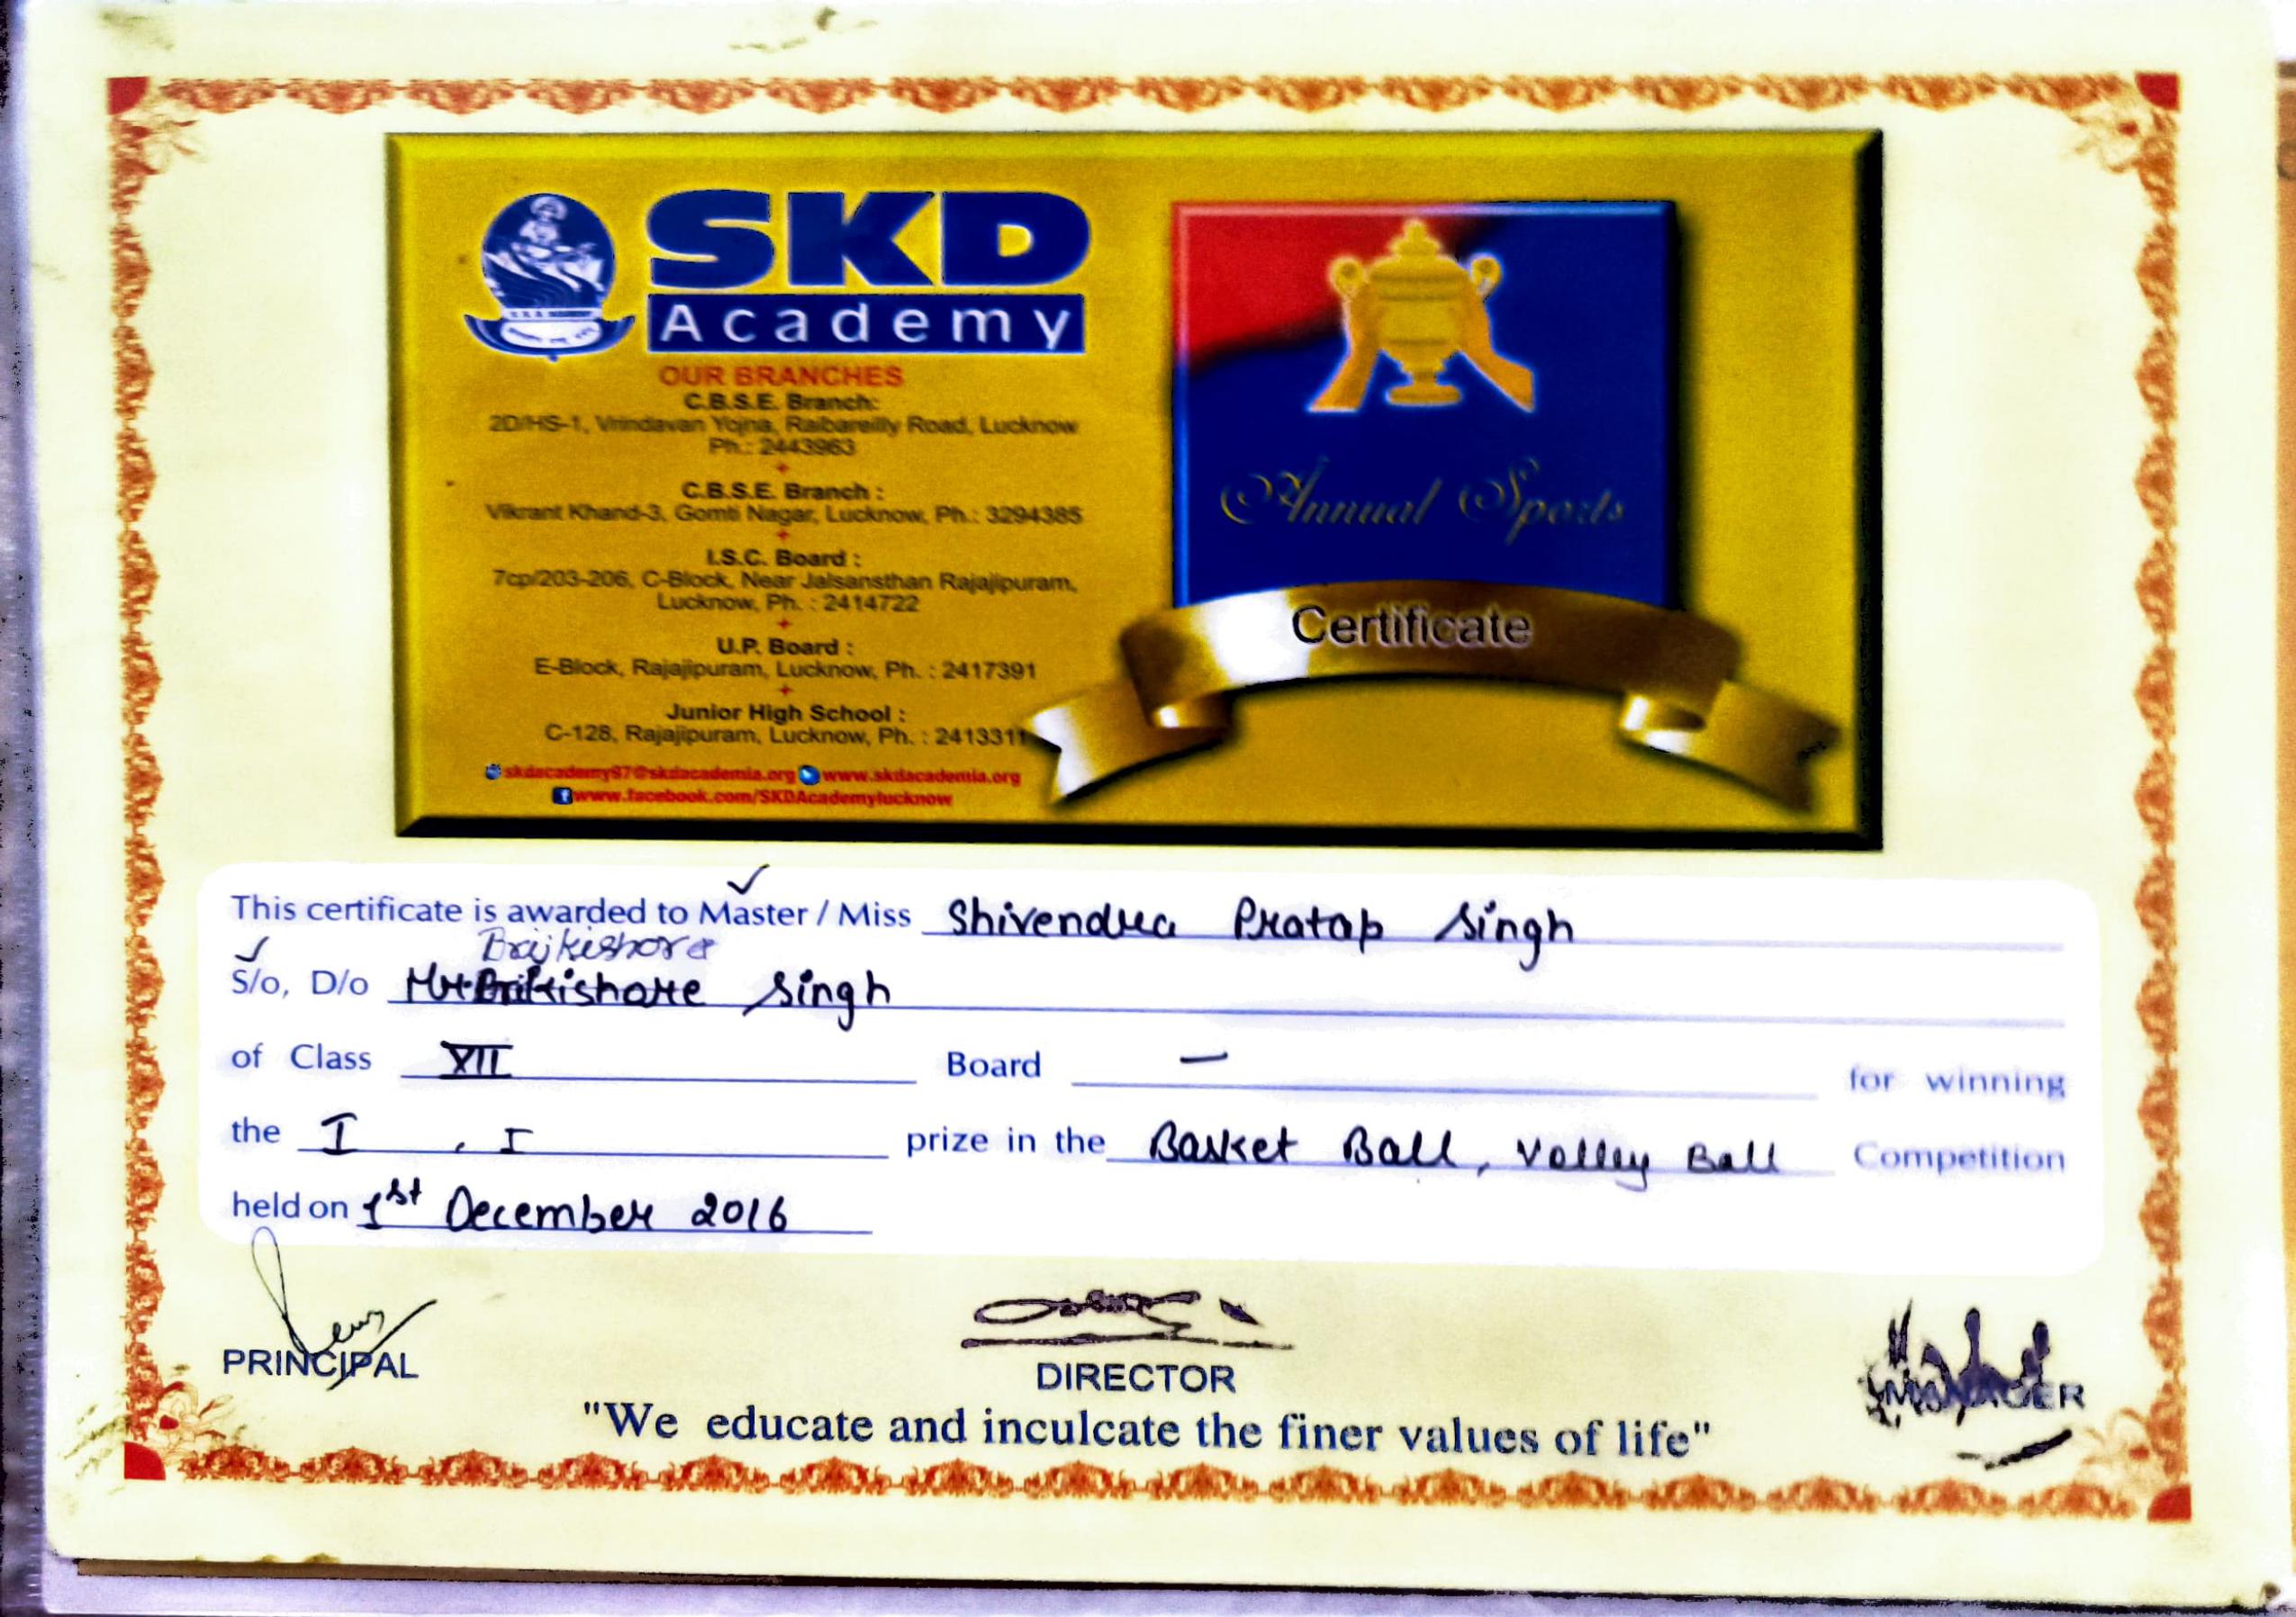 SKD
Academy
OUR BRANCHES
C.B.S.E. Branch:
2D/HS-1, Vrindavan Yojna, Raibareilly Road, Lucknow
Ph.: 2443963
C.B.S.E. Branch :
Vikrant Khand-3, Gomti Nagar, Lucknow, Ph.: 3294385
I.S.C. Board :
7cp/203-206, C-Block, Near Jalsansthan Rajajipuram,
Lucknow, Ph. : 2414722
U.P. Board :
E-Block, Rajajipuram, Lucknow, Ph. : 2417391
Junior High School :
C-128, Rajajipuram, Lucknow, Ph. : 2413311
skdacademy97@skdacademia.org www.skdacademia.org
www.facebook.com/SKDAcademylucknow
Annual Sports
Certificate
This certificate is awarded to Master / Miss Shivendra Pratap Singh
Brijkishore
S/o, D/o Mr. Brikishore Singh
of Class XII Board — for winning
the I , I prize in the Basket Ball, Volley Ball Competition
held on 1st December 2016
PRINCIPAL
DIRECTOR
MANAGER
"We educate and inculcate the finer values of life"